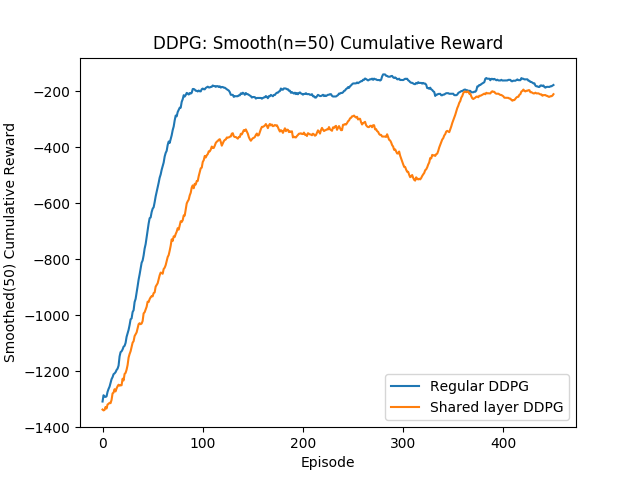 DDPG: Smooth(n=50) Cumulative Reward
Smoothed(50) Cumulative Reward
−200
−400
−600
−800
−1000
−1200
−1400
0 100 200 300 400
Episode
Regular DDPG
Shared layer DDPG